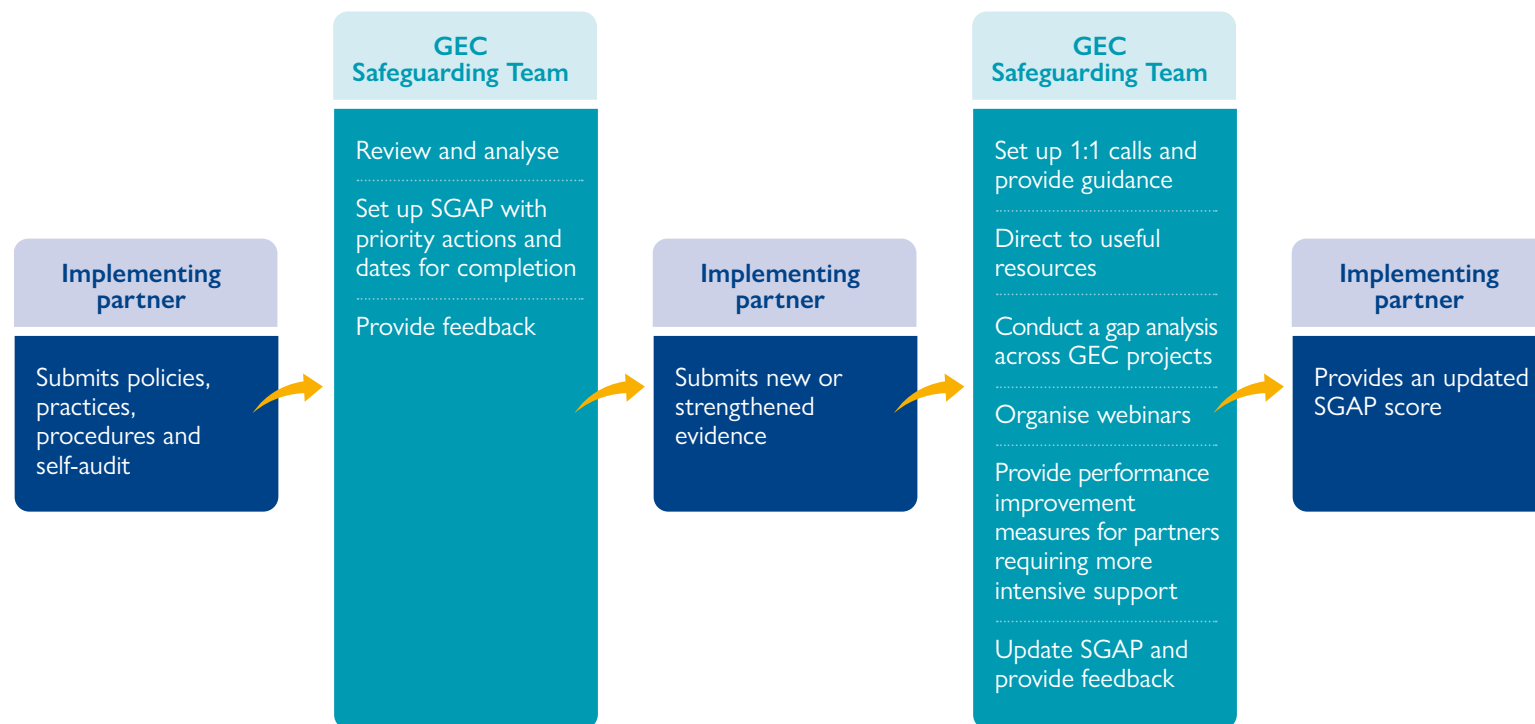 Implementing
partner
Submits policies,
practices,
procedures and
self-audit
GEC
Safeguarding Team
Review and analyse
Set up SGAP with
priority actions and
dates for completion
Provide feedback
Implementing
partner
Submits new or
strengthened
evidence
GEC
Safeguarding Team
Set up 1:1 calls and
provide guidance
Direct to useful
resources
Conduct a gap analysis
across GEC projects
Organise webinars
Provide performance
improvement
measures for partners
requiring more
intensive support
Update SGAP and
provide feedback
Implementing
partner
Provides an updated
SGAP score